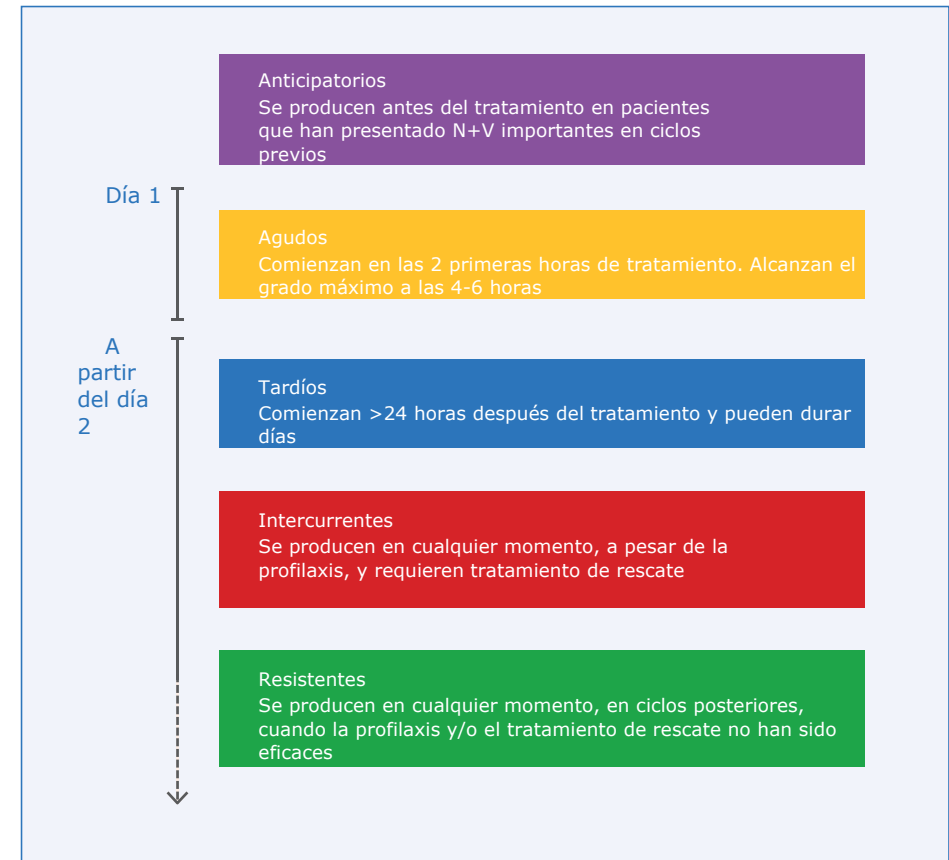 Anticipatorios
Se producen antes del tratamiento en pacientes
que han presentado N+V importantes en ciclos
previos
Día 1
Agudos
Comienzan en las 2 primeras horas de tratamiento. Alcanzan el
grado máximo a las 4-6 horas
A
partir
del día
2
Tardíos
Comienzan >24 horas después del tratamiento y pueden durar
días
Intercurrentes
Se producen en cualquier momento, a pesar de la
profilaxis, y requieren tratamiento de rescate
Resistentes
Se producen en cualquier momento, en ciclos posteriores,
cuando la profilaxis y/o el tratamiento de rescate no han sido
eficaces